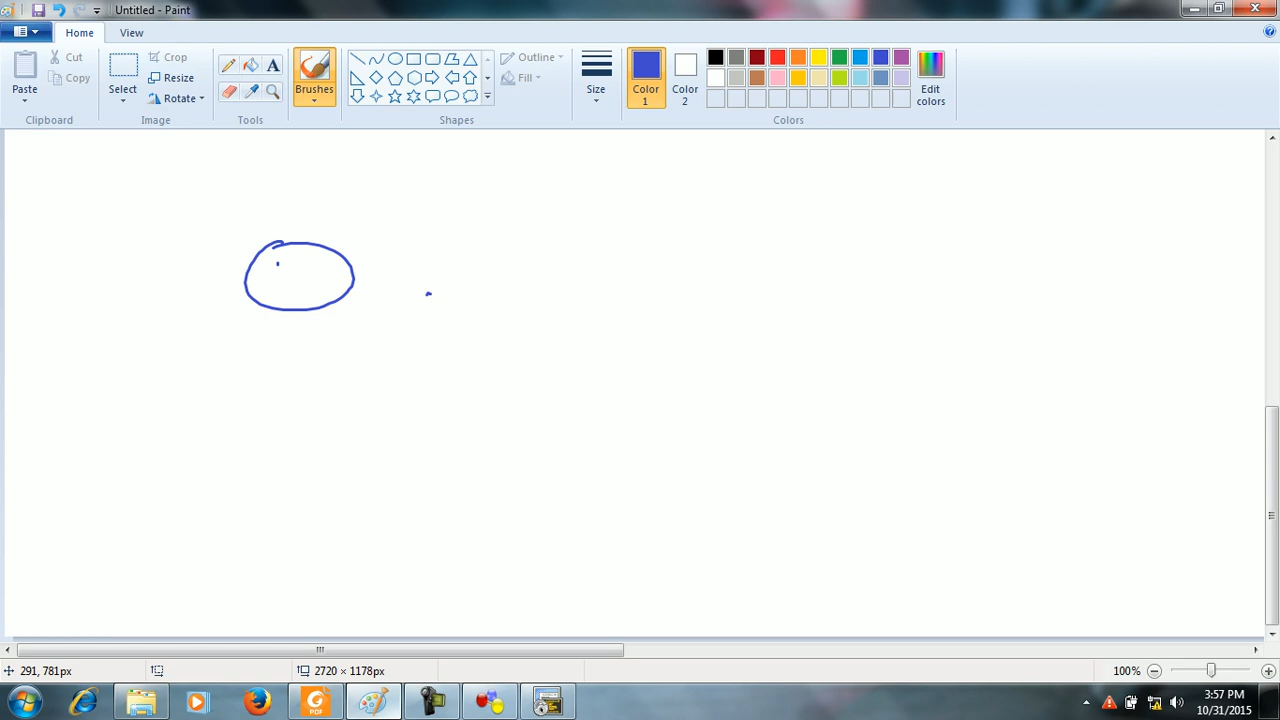 Untitled - Paint
Home View
Paste
Cut
Copy
Clipboard
Select
Crop
Resize
Rotate
Image
A
Tools
Brushes
Shapes
Outline
Fill
Size
Color 1
Color 2
Edit colors
Colors
291, 781px
2720 × 1178px
100%
PDF
3:57 PM
10/31/2015